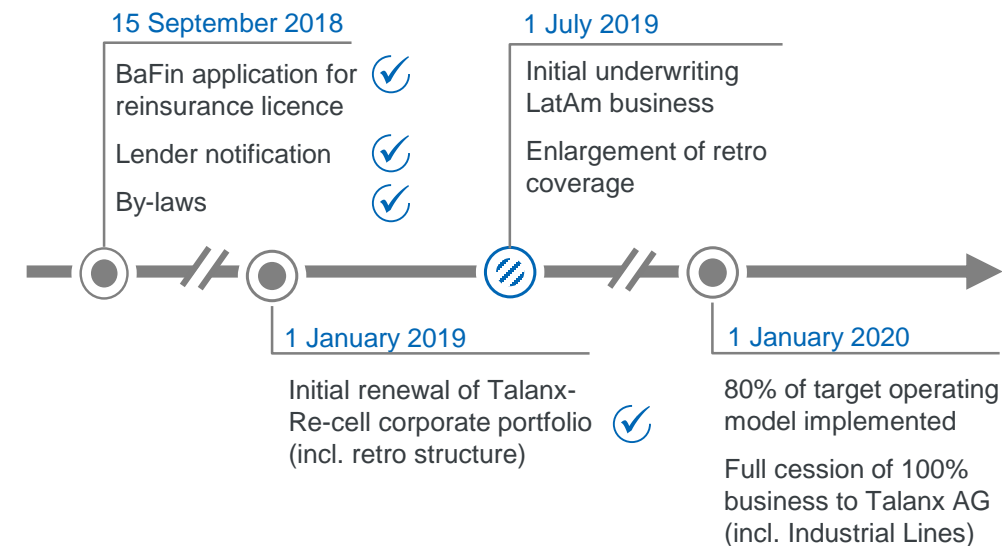 15 September 2018
BaFin application for
reinsurance licence
Lender notification
By-laws
1 July 2019
Initial underwriting
LatAm business
Enlargement of retro
coverage
1 January 2019
Initial renewal of Talanx-
Re-cell corporate portfolio
(incl. retro structure)
1 January 2020
80% of target operating
model implemented
Full cession of 100%
business to Talanx AG
(incl. Industrial Lines)